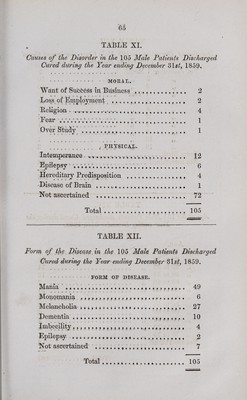 65
TABLE XI.
Causes of the Disorder in the 105 Male Patients Discharged
Cured during the Year ending December 31st, 1859.
MORAL.
Want of Success in Business .............. 2
Loss of Employment .............. 2
Religion .............. 4
Fear .............. 1
Over Study .............. 1
PHYSICAL.
Intemperance .............. 12
Epilepsy .............. 6
Hereditary Predisposition .............. 4
Disease of Brain .............. 1
Not ascertained .............. 72
Total .............. 105
TABLE XII.
Form of the Disease in the 105 Male Patients Discharged
Cured during the Year ending December 31st, 1859.
FORM OF DISEASE.
Mania .............. 49
Monomania .............. 6
Melancholia .............. 27
Dementia .............. 10
Imbecility .............. 4
Epilepsy .............. 2
Not ascertained .............. 7
Total .............. 105